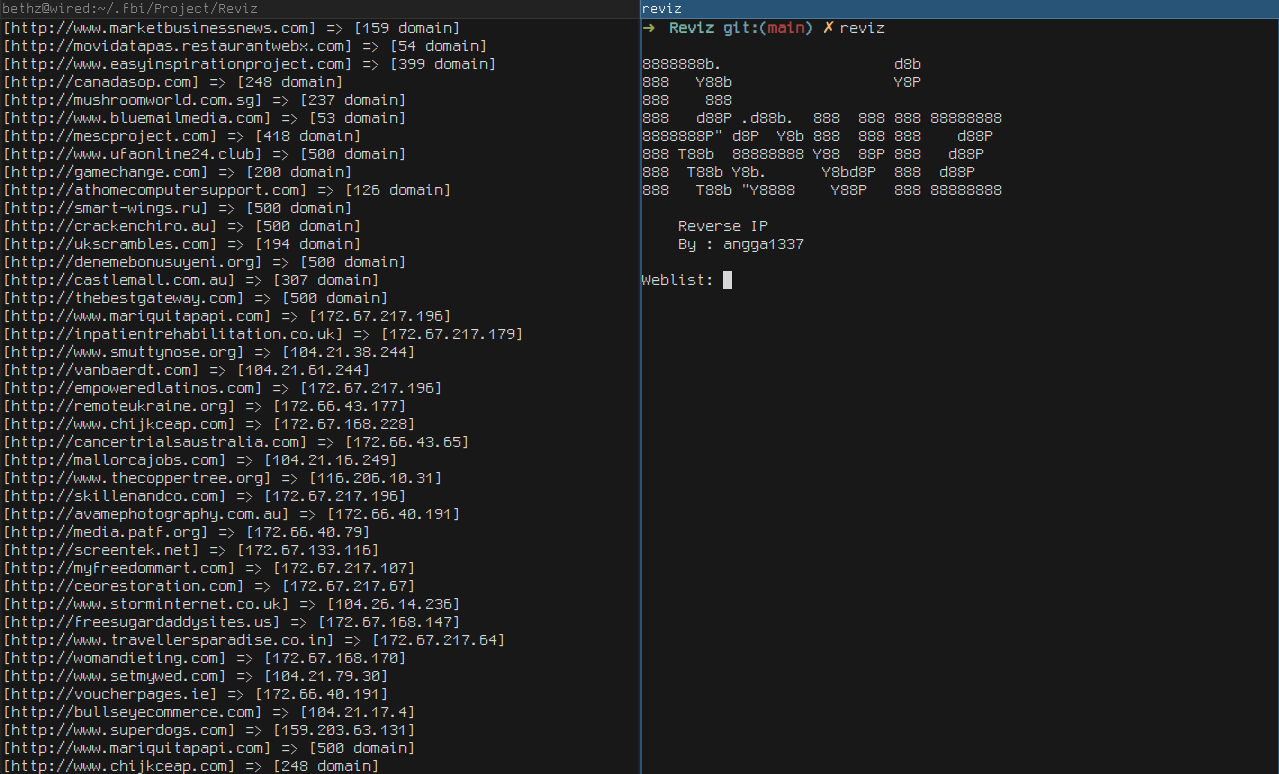 bethz@wired:~/.fbi/Project/Reviz
[http://www.marketbusinessnews.com] => [159 domain]
[http://movidatapas.restaurantwebx.com] => [54 domain]
[http://www.easyinspirationproject.com] => [399 domain]
[http://canadasop.com] => [248 domain]
[http://mushroomworld.com.sg] => [237 domain]
[http://www.bluemailmedia.com] => [53 domain]
[http://mescproject.com] => [418 domain]
[http://www.ufaonline24.club] => [500 domain]
[http://gamechange.com] => [200 domain]
[http://athomecomputersupport.com] => [126 domain]
[http://smart-wings.ru] => [500 domain]
[http://crackenchiro.au] => [500 domain]
[http://ukscrambles.com] => [194 domain]
[http://denemebonusuyeni.org] => [500 domain]
[http://castlemall.com.au] => [307 domain]
[http://thebestgateway.com] => [500 domain]
[http://www.mariquitapapi.com] => [172.67.217.196]
[http://inpatientrehabilitation.co.uk] => [172.67.217.179]
[http://www.smuttynose.org] => [104.21.38.244]
[http://vanbaerdt.com] => [104.21.61.244]
[http://empoweredlatinos.com] => [172.67.217.196]
[http://remoteukraine.org] => [172.66.43.177]
[http://www.chijkceap.com] => [172.67.168.228]
[http://cancertrialsaustralia.com] => [172.66.43.65]
[http://mallorcajobs.com] => [104.21.16.249]
[http://www.thecoppertree.org] => [116.206.10.31]
[http://skillenandco.com] => [172.67.217.196]
[http://avamephotography.com.au] => [172.66.40.191]
[http://media.patf.org] => [172.66.40.79]
[http://screentek.net] => [172.67.133.116]
[http://myfreedommart.com] => [172.67.217.107]
[http://ceorestoration.com] => [172.67.217.67]
[http://www.storminternet.co.uk] => [104.26.14.236]
[http://freesugardaddysites.us] => [172.67.168.147]
[http://www.travellersparadise.co.in] => [172.67.217.64]
[http://womandieting.com] => [172.67.168.170]
[http://www.setmywed.com] => [104.21.79.30]
[http://voucherpages.ie] => [172.66.40.191]
[http://bullseyecommerce.com] => [104.21.17.4]
[http://www.superdogs.com] => [159.203.63.131]
[http://www.mariquitapapi.com] => [500 domain]
[http://www.chijkceap.com] => [248 domain]
reviz
→ Reviz git:(main) ✗ reviz
8888888b.                   d8b
888   Y88b                  Y8P
888    888
888   d88P .d88b.  888  888 888 88888888
8888888P" d8P  Y8b 888  888 888    d88P
888 T88b  88888888 Y88  88P 888   d88P
888  T88b Y8b.      Y8bd8P  888  d88P
888   T88b "Y8888    Y88P   888 88888888
Reverse IP
By : angga1337
Weblist: